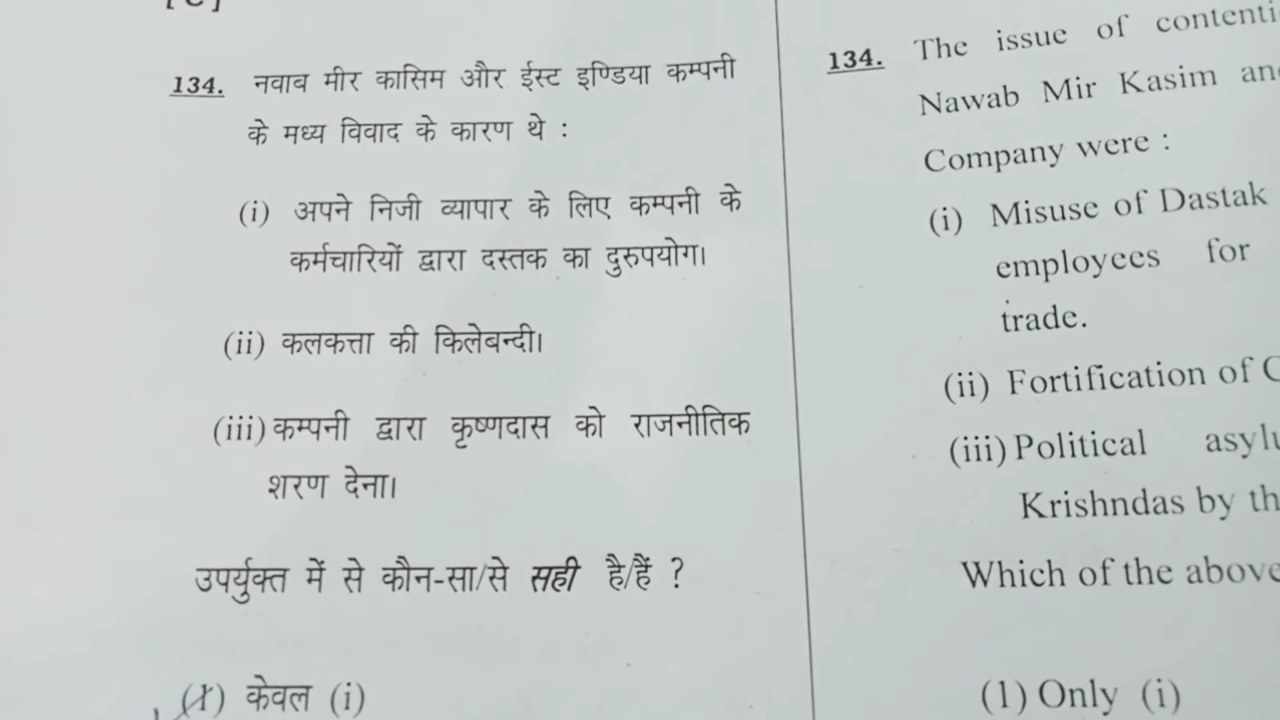 [C]
134. नवाब मीर कासिम और ईस्ट इण्डिया कम्पनी
के मध्य विवाद के कारण थे :
(i) अपने निजी व्यापार के लिए कम्पनी के
कर्मचारियों द्वारा दस्तक का दुरुपयोग।
(ii) कलकत्ता की किलेबन्दी।
(iii) कम्पनी द्वारा कृष्णदास को राजनीतिक
शरण देना।
उपर्युक्त में से कौन-सा/से सही है/हैं ?
(1) केवल (i)
134. The issue of
Nawab Mir Kasim
Company were :
(i) Misuse of Dastak
employees for
trade.
(ii) Fortification of
(iii) Political
Krishndas by
Which of the above
(1) Only (i)